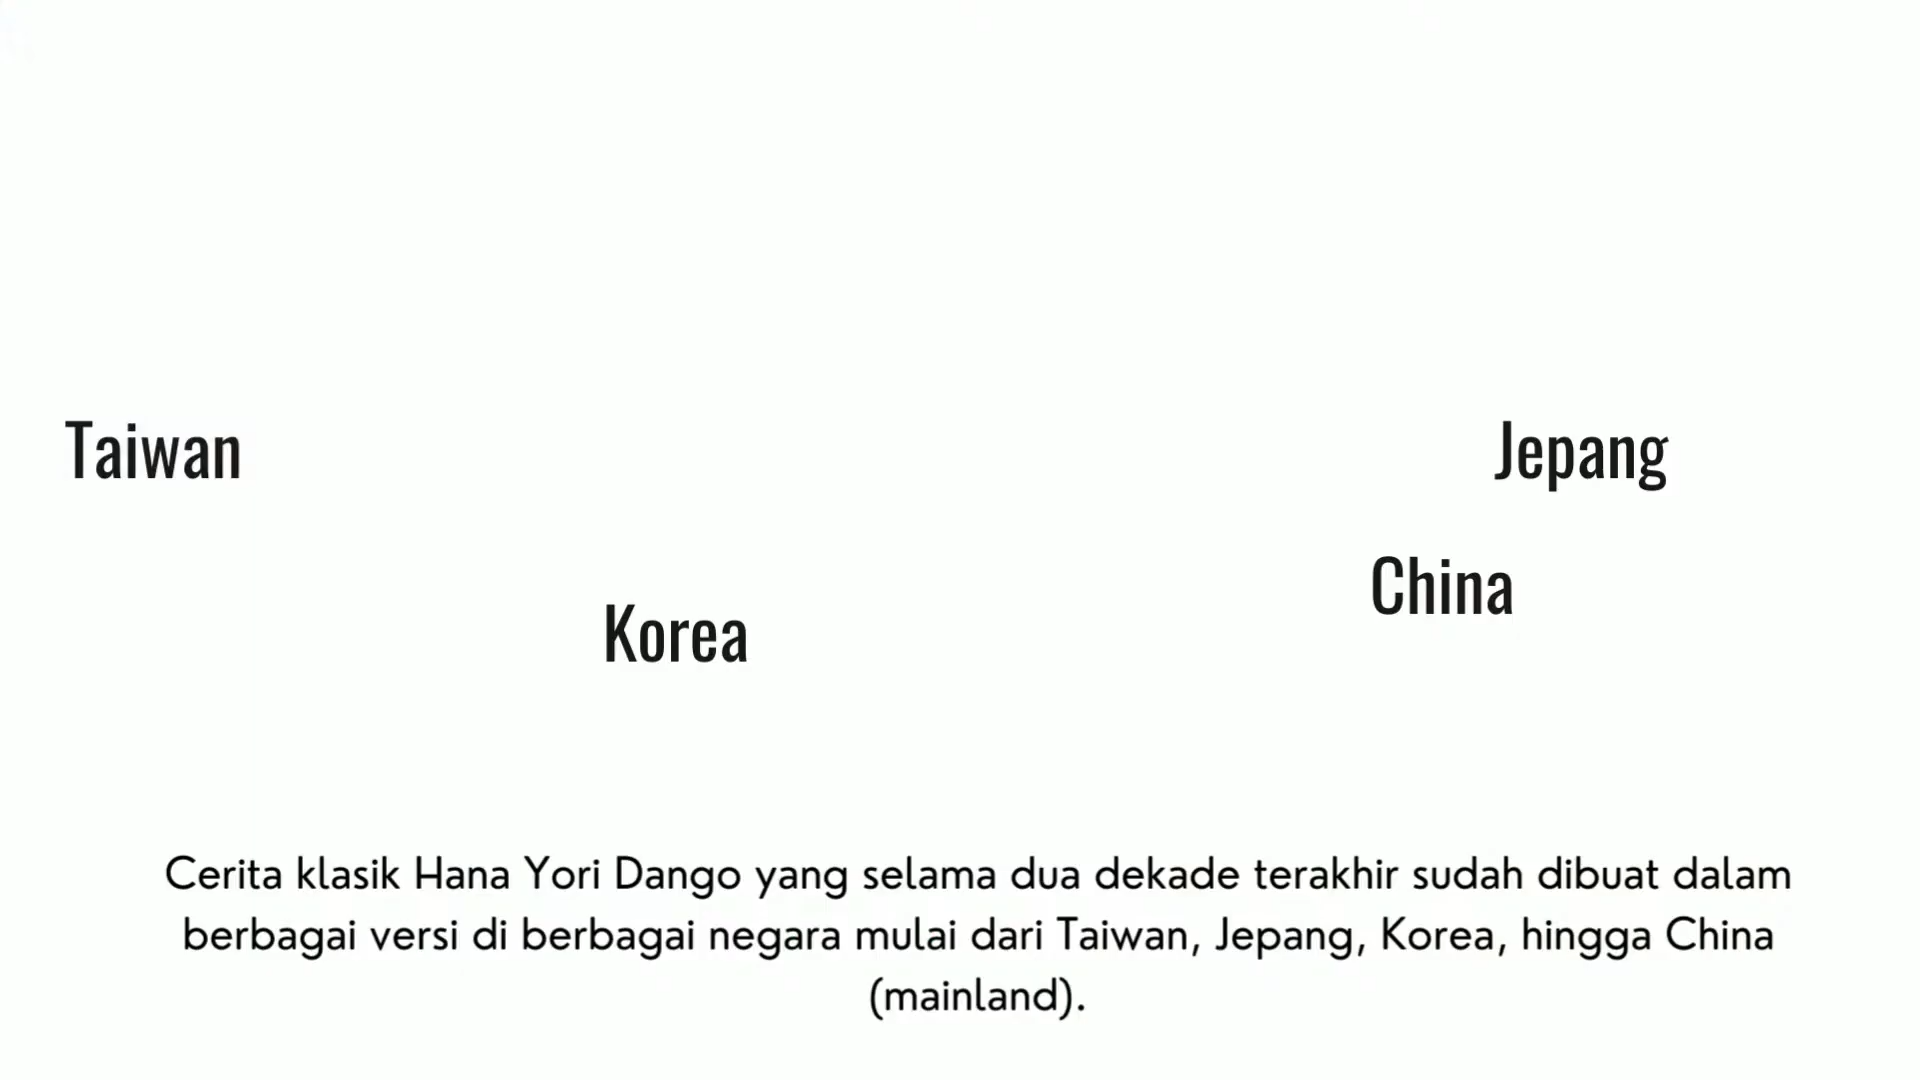 Taiwan
Jepang
China
Korea
Cerita klasik Hana Yori Dango yang selama dua dekade terakhir sudah dibuat dalam
berbagai versi di berbagai negara mulai dari Taiwan, Jepang, Korea, hingga China
(mainland).